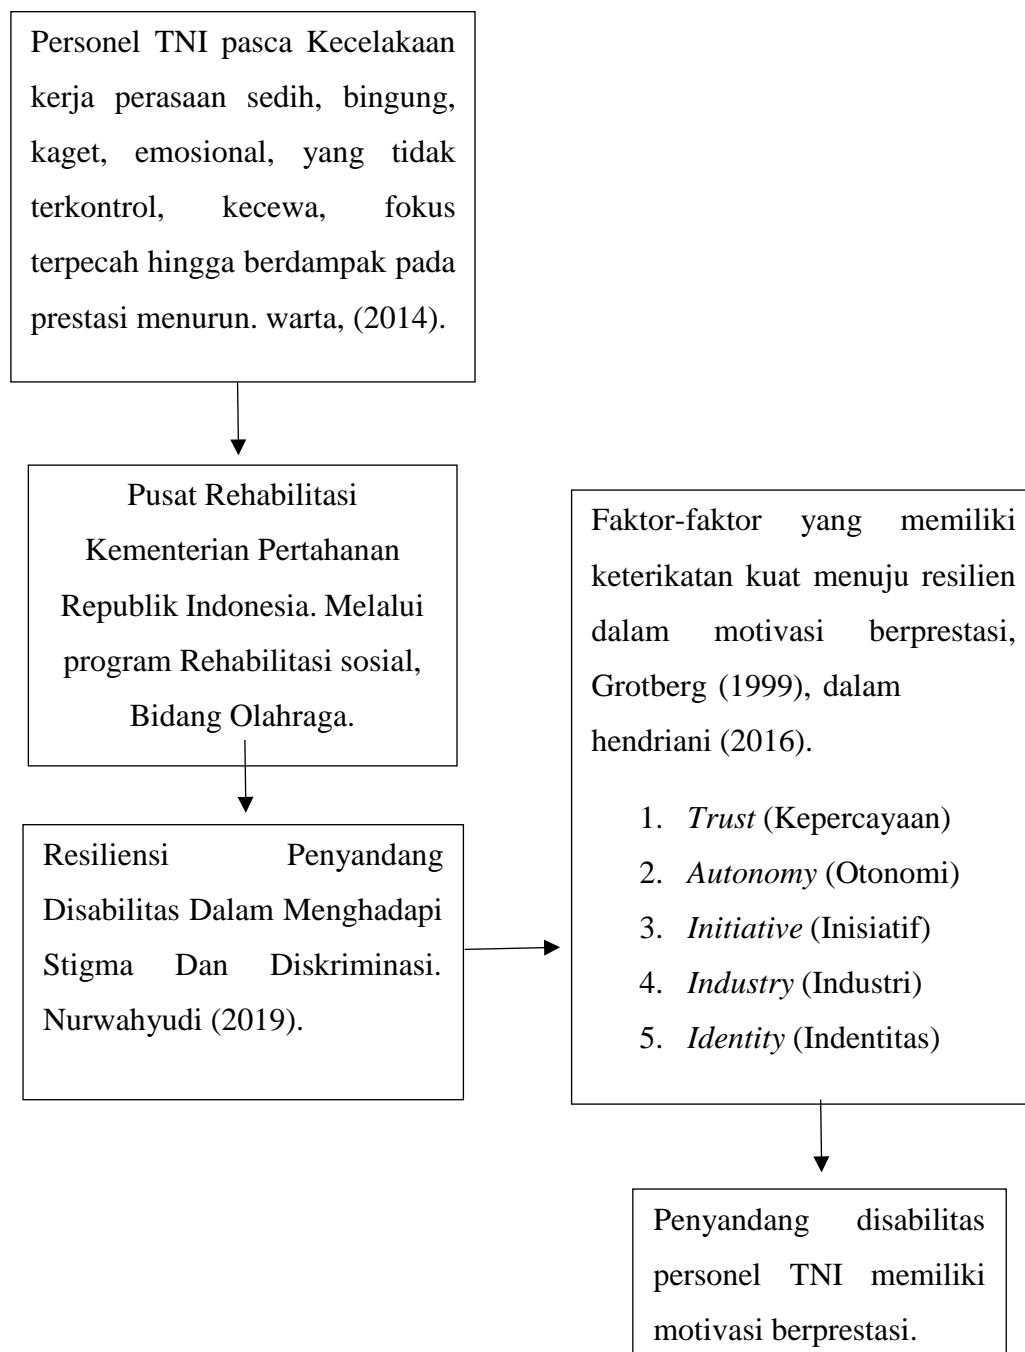 Personel TNI pasca Kecelakaan
kerja perasaan sedih, bingung,
kaget, emosional, yang tidak
terkontrol, kecewa, fokus
terpecah hingga berdampak pada
prestasi menurun. warta, (2014).
Pusat Rehabilitasi
Kementerian Pertahanan
Republik Indonesia. Melalui
program Rehabilitasi sosial,
Bidang Olahraga.
Resiliensi Penyandang
Disabilitas Dalam Menghadapi
Stigma Dan Diskriminasi.
Nurwahyudi (2019).
Faktor-faktor yang memiliki
keterikatan kuat menuju resilien
dalam motivasi berprestasi,
Grotberg (1999), dalam
hendriani (2016).
1. Trust (Kepercayaan)
2. Autonomy (Otonomi)
3. Initiative (Inisiatif)
4. Industry (Industri)
5. Identity (Indentitas)
Penyandang disabilitas
personel TNI memiliki
motivasi berprestasi.